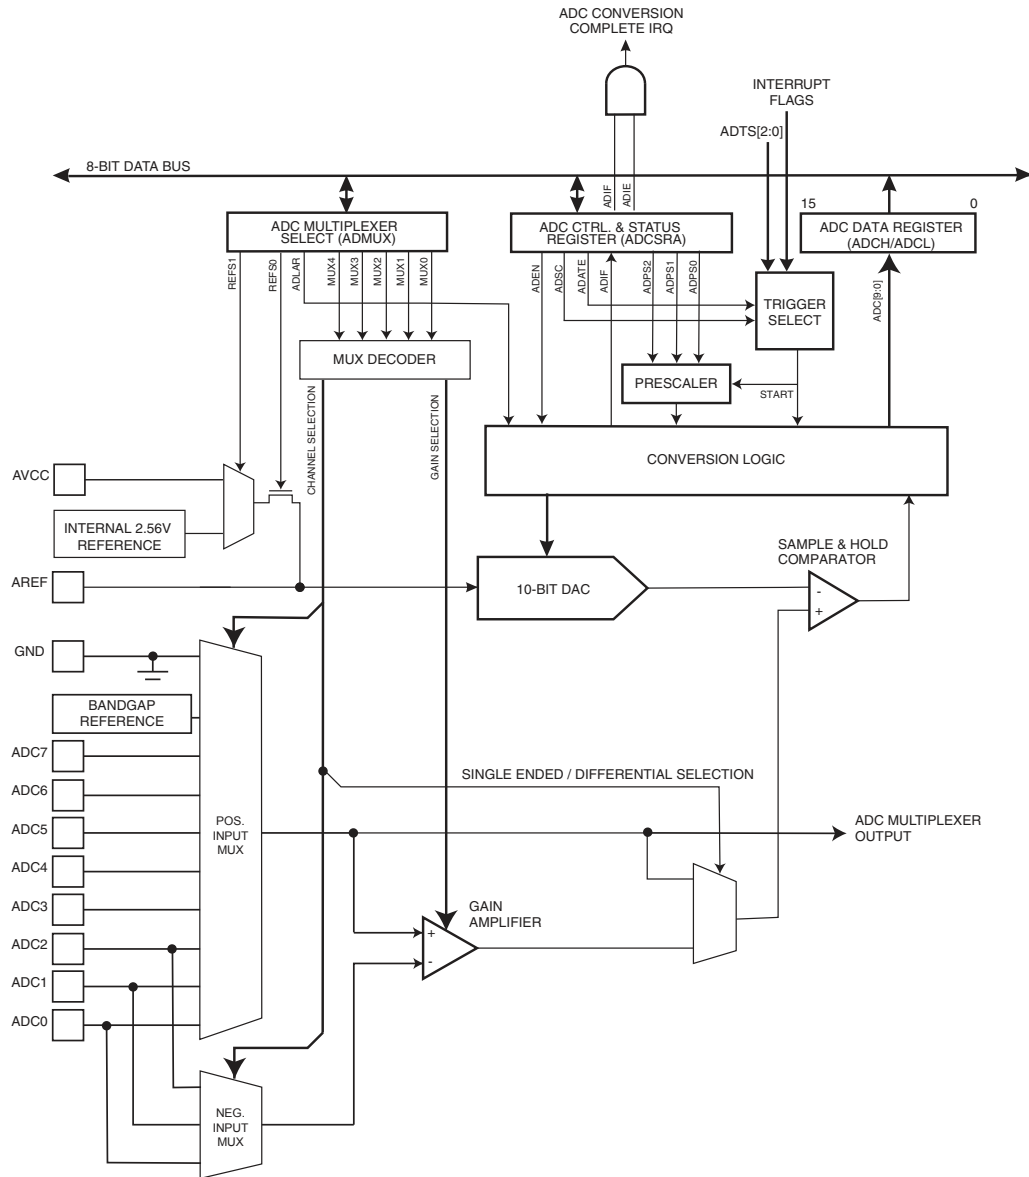 ADC CONVERSION
COMPLETE IRQ
INTERRUPT
FLAGS
ADTS[2:0]
8-BIT DATA BUS
ADIF
ADIE
15
0
ADC MULTIPLEXER
SELECT (ADMUX)
ADC CTRL. & STATUS
REGISTER (ADCSRA)
ADC DATA REGISTER
(ADCH/ADCL)
REFS1
REFS0
ADLAR
MUX4
MUX3
MUX2
MUX1
MUX0
ADEN
ADSC
ADATE
ADIF
ADPS2
ADPS1
ADPS0
ADC[9:0]
TRIGGER
SELECT
MUX DECODER
PRESCALER
START
CHANNEL SELECTION
GAIN SELECTION
CONVERSION LOGIC
AVCC
INTERNAL 2.56V
REFERENCE
SAMPLE & HOLD
COMPARATOR
AREF
10-BIT DAC
-
+
GND
BANDGAP
REFERENCE
ADC7
SINGLE ENDED / DIFFERENTIAL SELECTION
ADC6
ADC5
POS.
INPUT
MUX
ADC MULTIPLEXER
OUTPUT
ADC4
ADC3
GAIN
AMPLIFIER
+
-
ADC2
ADC1
ADC0
NEG.
INPUT
MUX